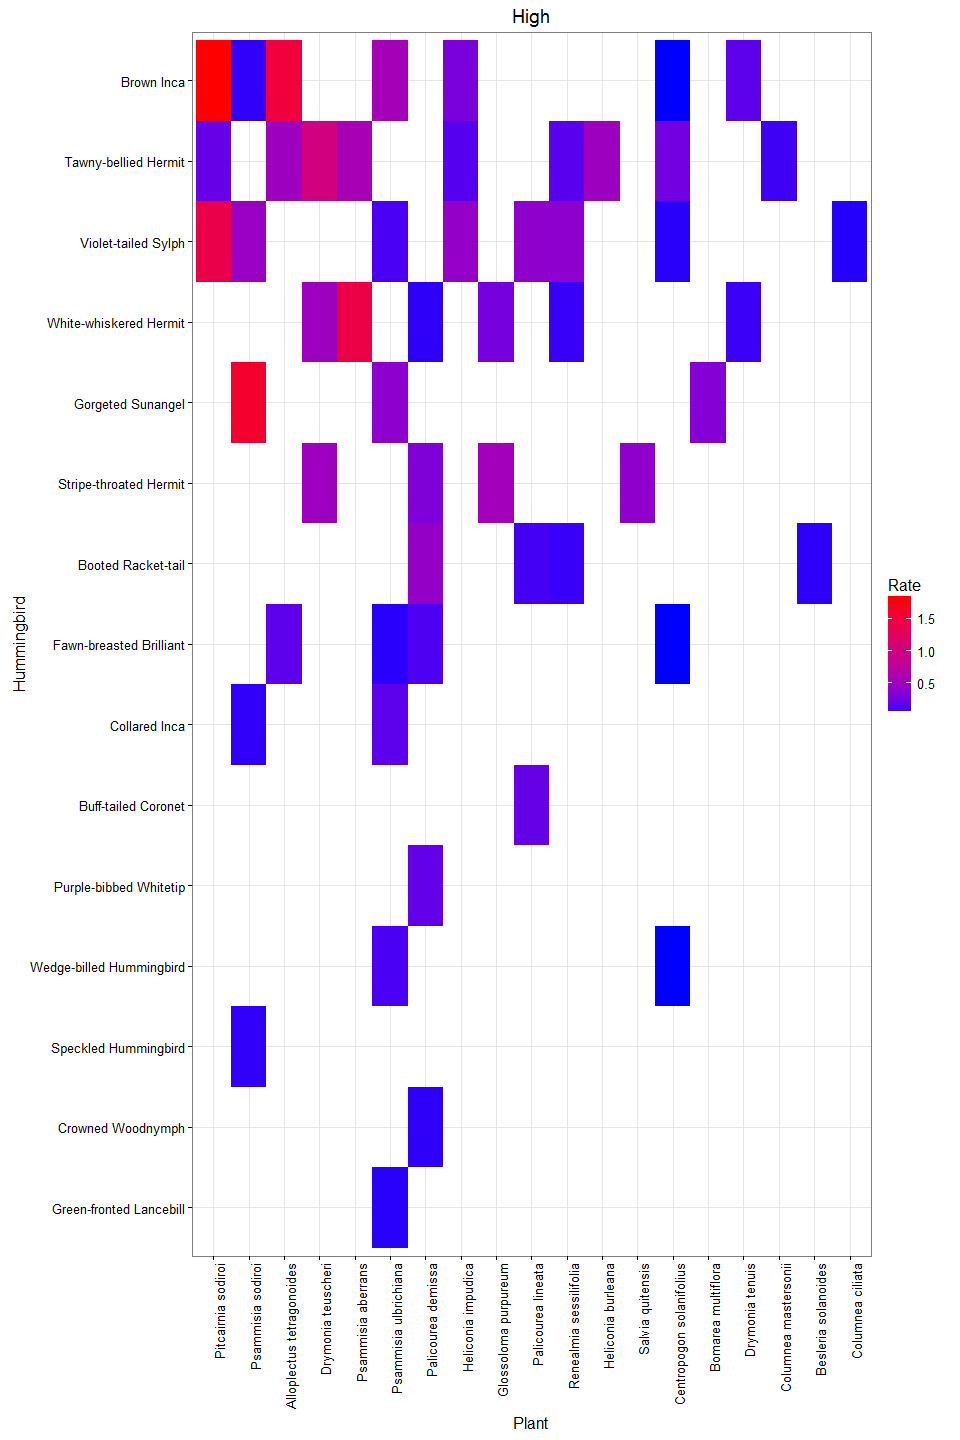 High
Hummingbird
Brown Inca
Tawny-bellied Hermit
Violet-tailed Sylph
White-whiskered Hermit
Gorgeted Sunangel
Stripe-throated Hermit
Booted Racket-tail
Fawn-breasted Brilliant
Collared Inca
Buff-tailed Coronet
Purple-bibbed Whitetip
Wedge-billed Hummingbird
Speckled Hummingbird
Crowned Woodnymph
Green-fronted Lancebill
Pitcairnia sodiroi
Psammisia sodiroi
Alloplectus tetragonoides
Drymonia teuscheri
Psammisia aberrans
Psammisia ulbrichiana
Palicourea demissa
Heliconia impudica
Glossoloma purpureum
Palicourea lineata
Renealmia sessilifolia
Heliconia burleana
Salvia quitensis
Centropogon solanifolius
Bomarea multiflora
Drymonia tenuis
Columnea mastersonii
Besleria solanoides
Columnea ciliata
Plant
Rate
1.5
1.0
0.5